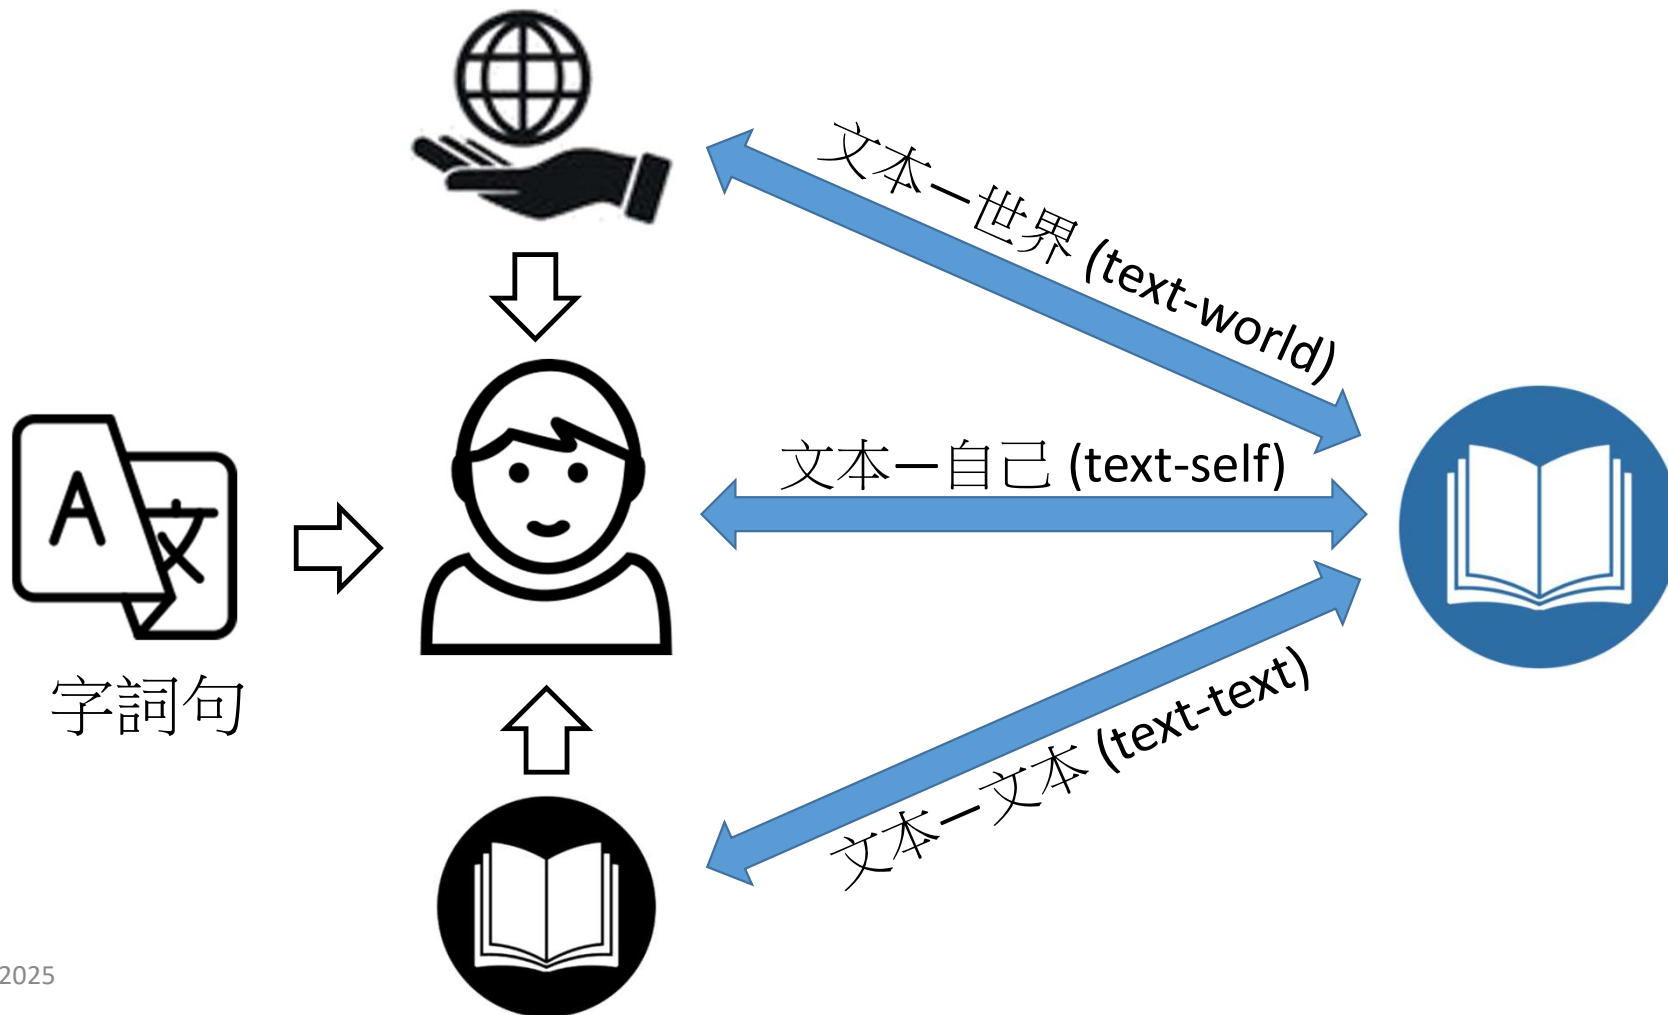 文本—世界 (text-world)
文本—自己 (text-self)
A
文
字詞句
文本—文本 (text-text)
2025